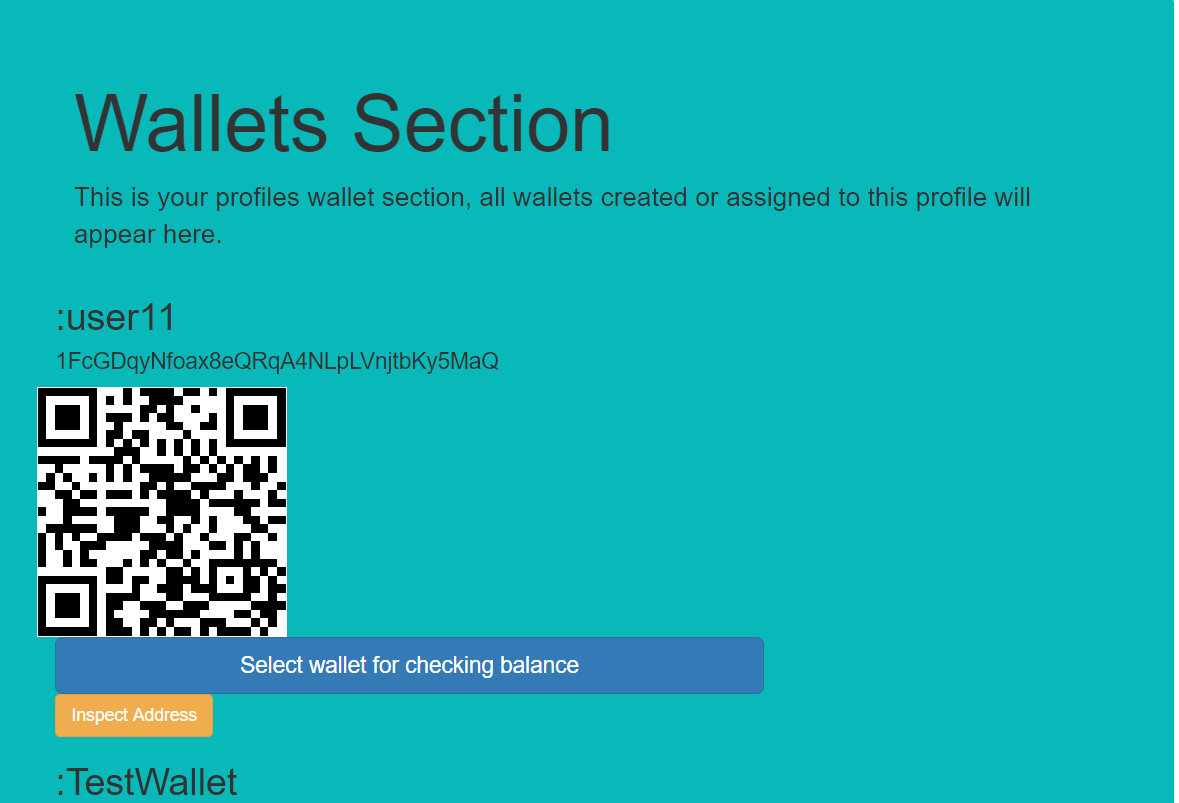 Wallets Section
This is your profiles wallet section, all wallets created or assigned to this profile will
appear here.
:user11
1FcGDqyNfoax8eQRqA4NLpLVnjtbKy5MaQ
Select wallet for checking balance
Inspect Address
:TestWallet